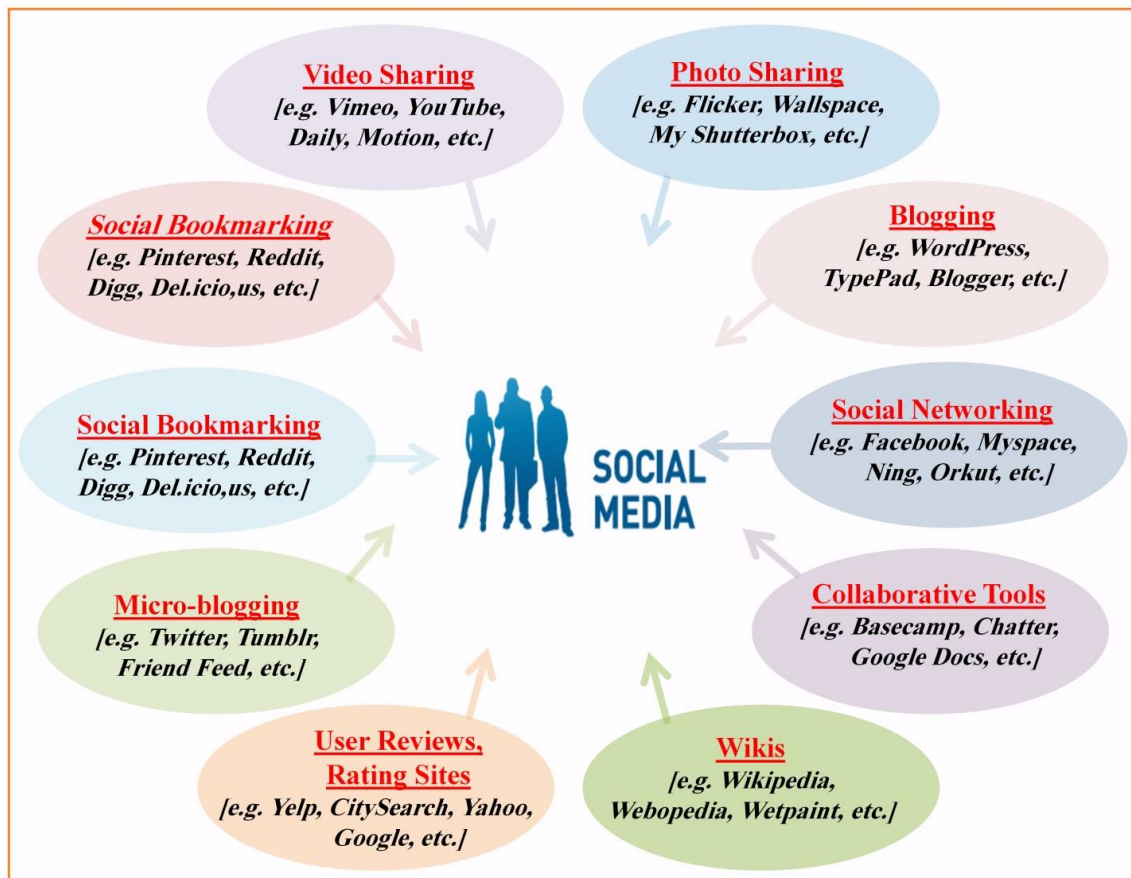 Video Sharing
[e.g. Vimeo, YouTube,
Daily, Motion, etc.]
Photo Sharing
[e.g. Flicker, Wallspace,
My Shutterbox, etc.]
Social Bookmarking
[e.g. Pinterest, Reddit,
Digg, Del.icio,us, etc.]
Blogging
[e.g. WordPress,
TypePad, Blogger, etc.]
Social Bookmarking
[e.g. Pinterest, Reddit,
Digg, Del.icio,us, etc.]
SOCIAL
MEDIA
Social Networking
[e.g. Facebook, Myspace,
Ning, Orkut, etc.]
Micro-blogging
[e.g. Twitter, Tumblr,
Friend Feed, etc.]
Collaborative Tools
[e.g. Basecamp, Chatter,
Google Docs, etc.]
User Reviews,
Rating Sites
[e.g. Yelp, CitySearch, Yahoo,
Google, etc.]
Wikis
[e.g. Wikipedia,
Webopedia, Wetpaint, etc.]